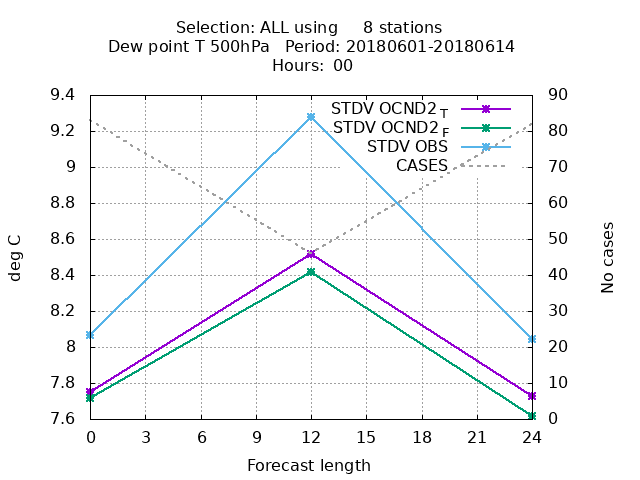 Selection: ALL using     8 stations
Dew point T 500hPa   Period: 20180601-20180614
Hours:  00
STDV OCND2 T
STDV OCND2 F
STDV OBS
CASES
9.4
9.2
9
8.8
8.6
8.4
8.2
8
7.8
7.6
deg C
90
80
70
60
50
40
30
20
10
0
No cases
0 3 6 9 12 15 18 21 24
Forecast length